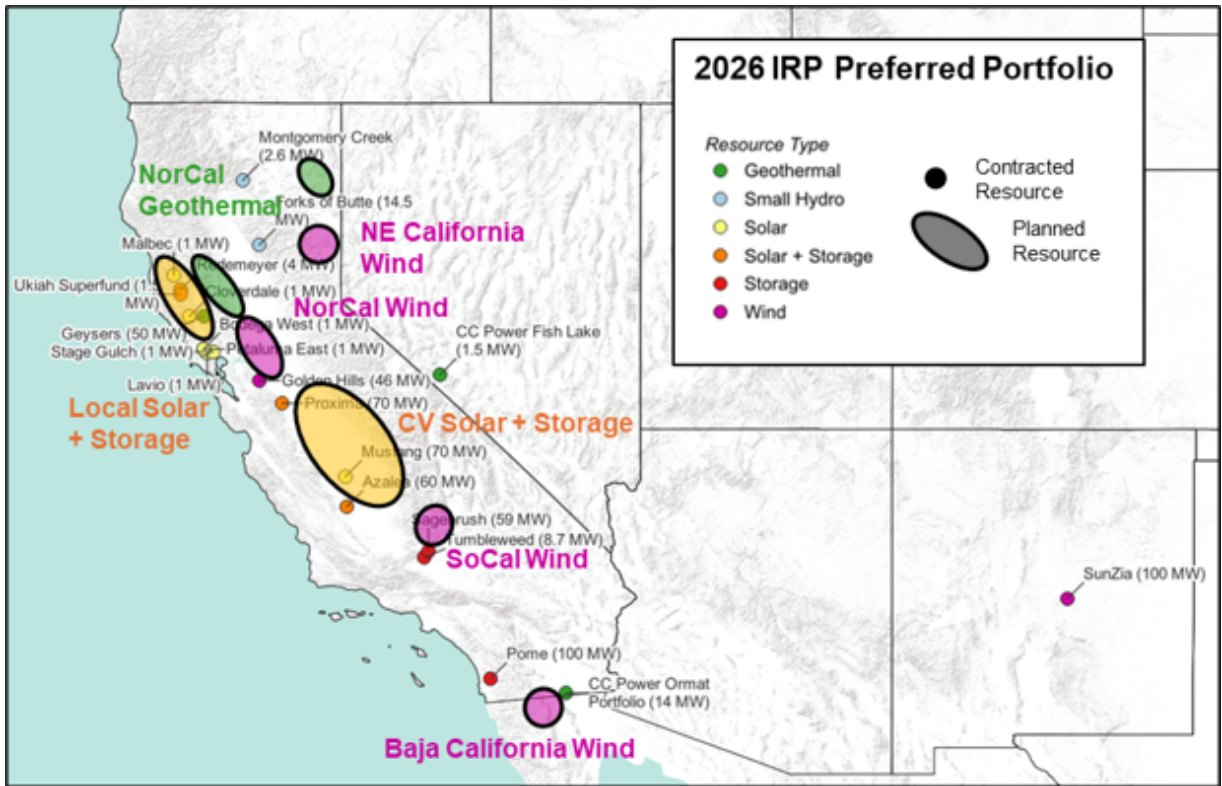 2026 IRP Preferred Portfolio
Resource Type
Geothermal
Small Hydro
Solar
Solar + Storage
Storage
Wind
Contracted
Resource
Planned
Resource
Montgomery Creek
(2.6 MW)
NorCal
Geothermal
Forks of Butte (14.5
MW)
NE California
Wind
Malbec (1 MW)
Redemeyer (4 MW)
Ukiah Superfund (1.5
MW)
Cloverdale (1 MW)
NorCal Wind
Geysers (50 MW)
Bodega West (1 MW)
Stage Gulch (1 MW)
Petaluma East (1 MW)
CC Power Fish Lake
(1.5 MW)
Lavio (1 MW)
Golden Hills (46 MW)
Local Solar
+ Storage
Proxima (70 MW)
CV Solar + Storage
Mustang (70 MW)
Azalea (60 MW)
Sagebrush (59 MW)
Tumbleweed (8.7 MW)
SoCal Wind
SunZia (100 MW)
Pome (100 MW)
CC Power Ormat
Portfolio (14 MW)
Baja California Wind